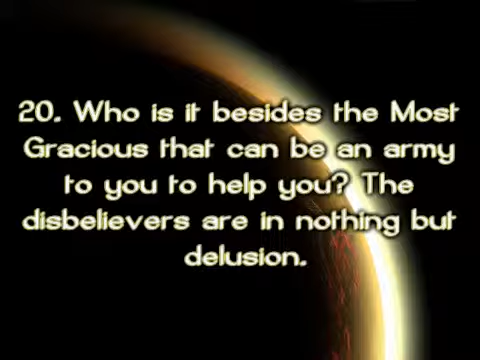 20. Who is it besides the Most
Gracious that can be an army
to you to help you? The
disbelievers are in nothing but
delusion.